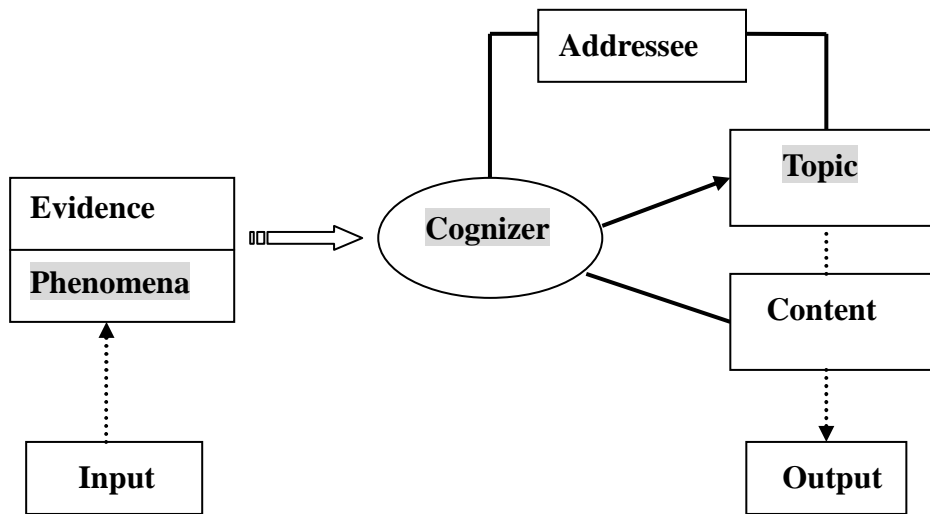 Addressee
Topic
Evidence
Cognizer
Phenomena
Content
Input
Output